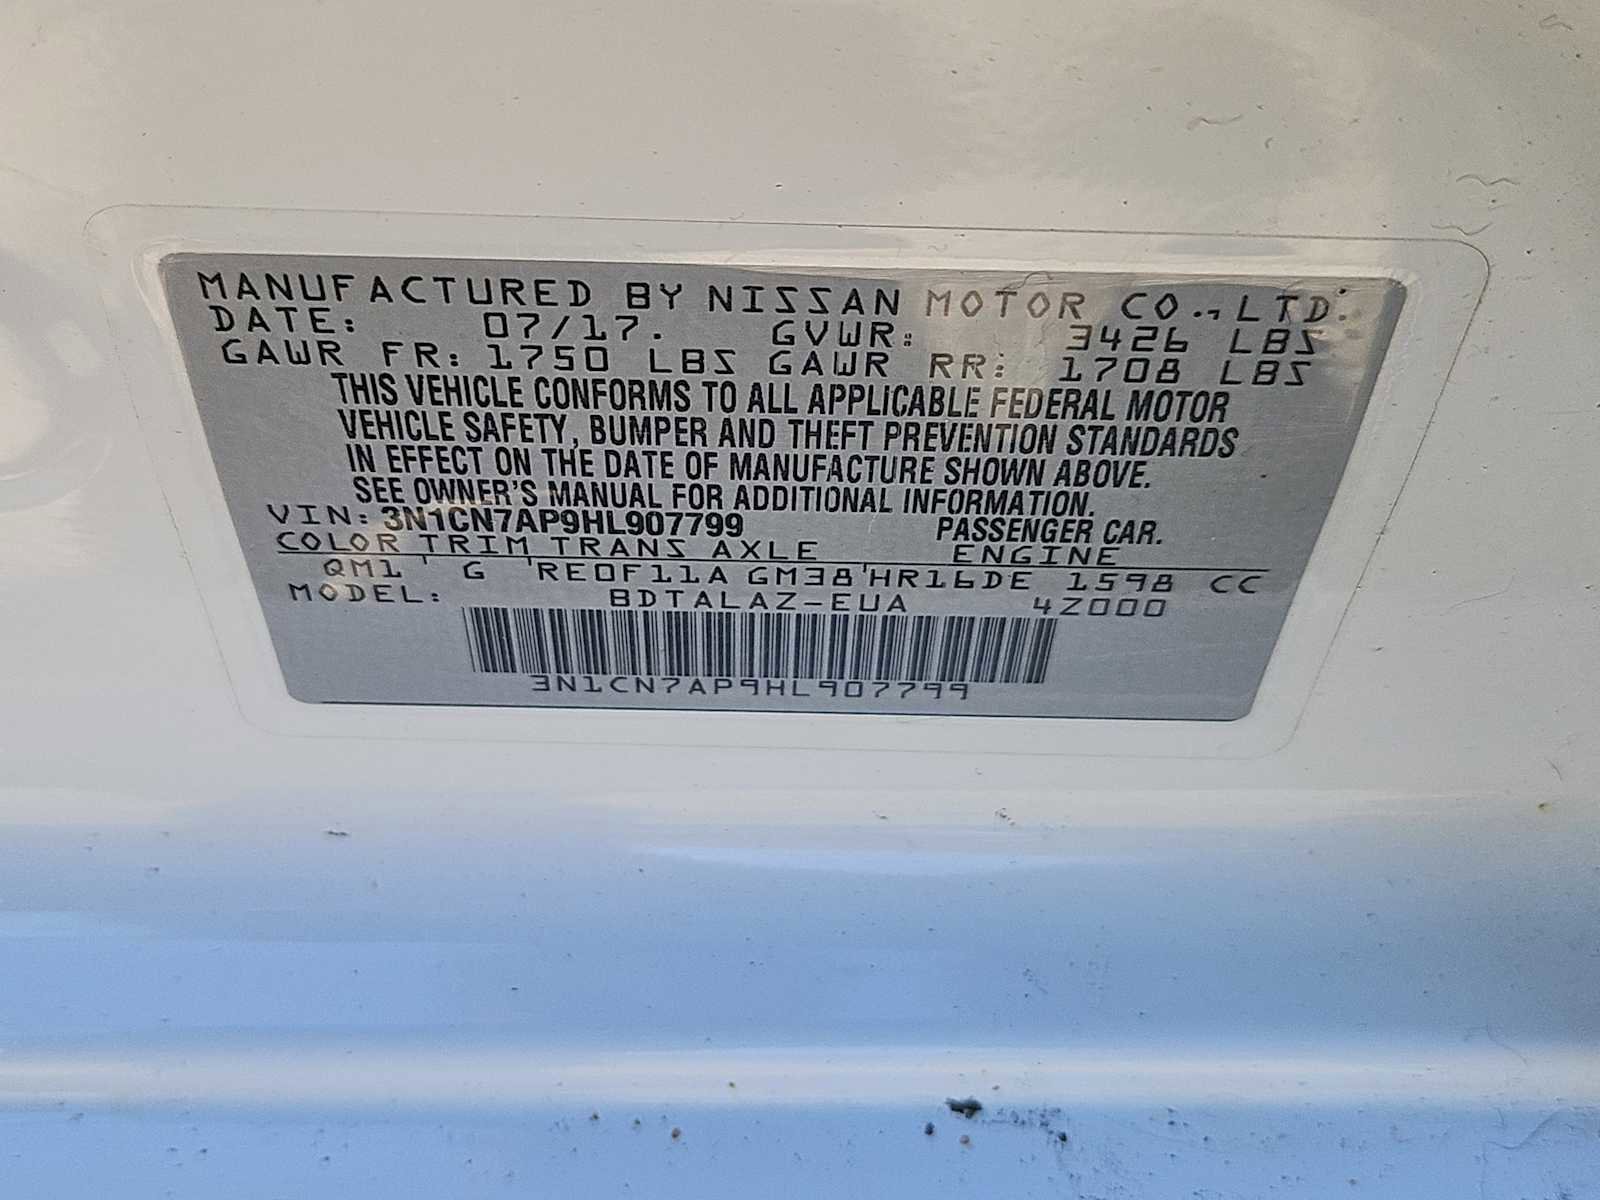 MANUFACTURED BY NISSAN MOTOR CO., LTD.
DATE: 07/17. GVWR: 3426 LBS
GAWR FR: 1750 LBS GAWR RR: 1708 LBS
THIS VEHICLE CONFORMS TO ALL APPLICABLE FEDERAL MOTOR
VEHICLE SAFETY, BUMPER AND THEFT PREVENTION STANDARDS
IN EFFECT ON THE DATE OF MANUFACTURE SHOWN ABOVE.
SEE OWNER'S MANUAL FOR ADDITIONAL INFORMATION.
VIN: 3N1CN7AP9HL907799 PASSENGER CAR.
COLOR TRIM TRANS AXLE ENGINE
QM1 ' G ' RE0F11A GM38 ' HR16DE 1598 CC
MODEL: BDTALAZ-EUA 4Z000
3N1CN7AP9HL907799